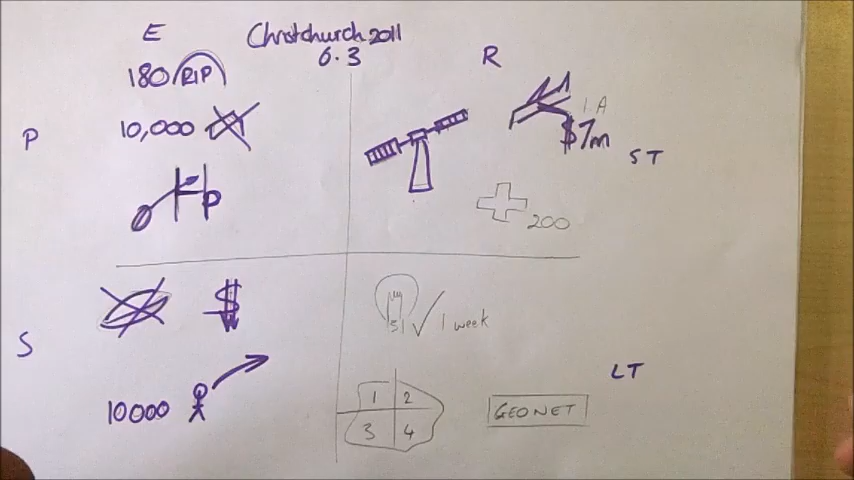 E
Christchurch 2011
6.3
R
180 RIP
P
10,000
I.A
$7m
ST
200
S
$
1 week
10000
LT
1 2
3 4
GEONET